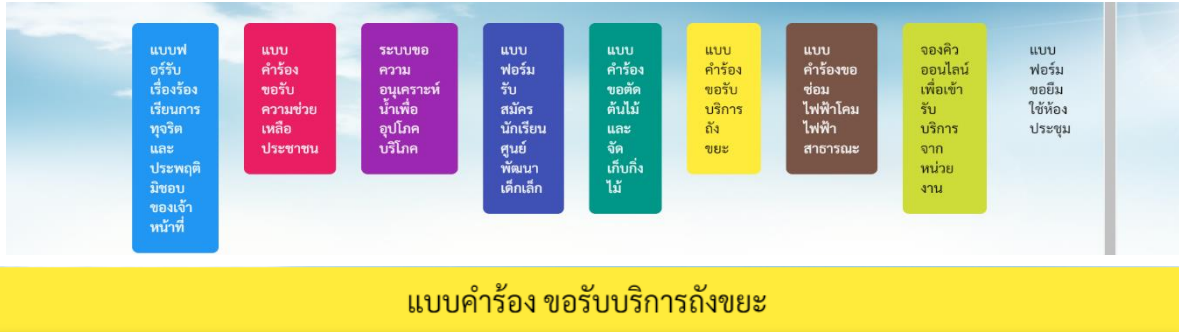 แบบฟ
อร์รับ
เรื่องร้อง
เรียนการ
ทุจริต
และ
ประพฤติ
มิชอบ
ของเจ้า
หน้าที่
แบบ
คำร้อง
ขอรับ
ความช่วย
เหลือ
ประชาชน
ระบบขอ
ความ
อนุเคราะห์
น้ำเพื่อ
อุปโภค
บริโภค
แบบ
ฟอร์ม
รับ
สมัคร
นักเรียน
ศูนย์
พัฒนา
เด็กเล็ก
แบบ
คำร้อง
ขอตัด
ต้นไม้
และ
จัด
เก็บกิ่ง
ไม้
แบบ
คำร้อง
ขอรับ
บริการ
ถัง
ขยะ
แบบ
คำร้องขอ
ซ่อม
ไฟฟ้าโคม
ไฟฟ้า
สาธารณะ
จองคิว
ออนไลน์
เพื่อเข้า
รับ
บริการ
จาก
หน่วย
งาน
แบบ
ฟอร์ม
ขอยืม
ใช้ห้อง
ประชุม
แบบคำร้อง ขอรับบริการถังขยะ